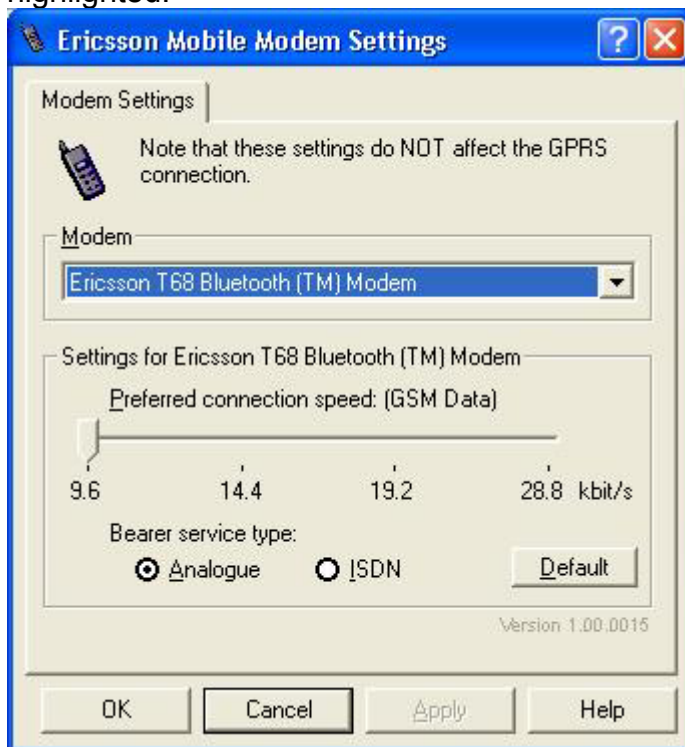 highlighted.
Ericsson Mobile Modem Settings
Modem Settings
Note that these settings do NOT affect the GPRS
connection.
Modem
Ericsson T68 Bluetooth (TM) Modem
Settings for Ericsson T68 Bluetooth (TM) Modem
Preferred connection speed: (GSM Data)
9.6 14.4 19.2 28.8 kbit/s
Bearer service type:
Analogue ISDN Default
Version 1.00.0015
OK Cancel Apply Help